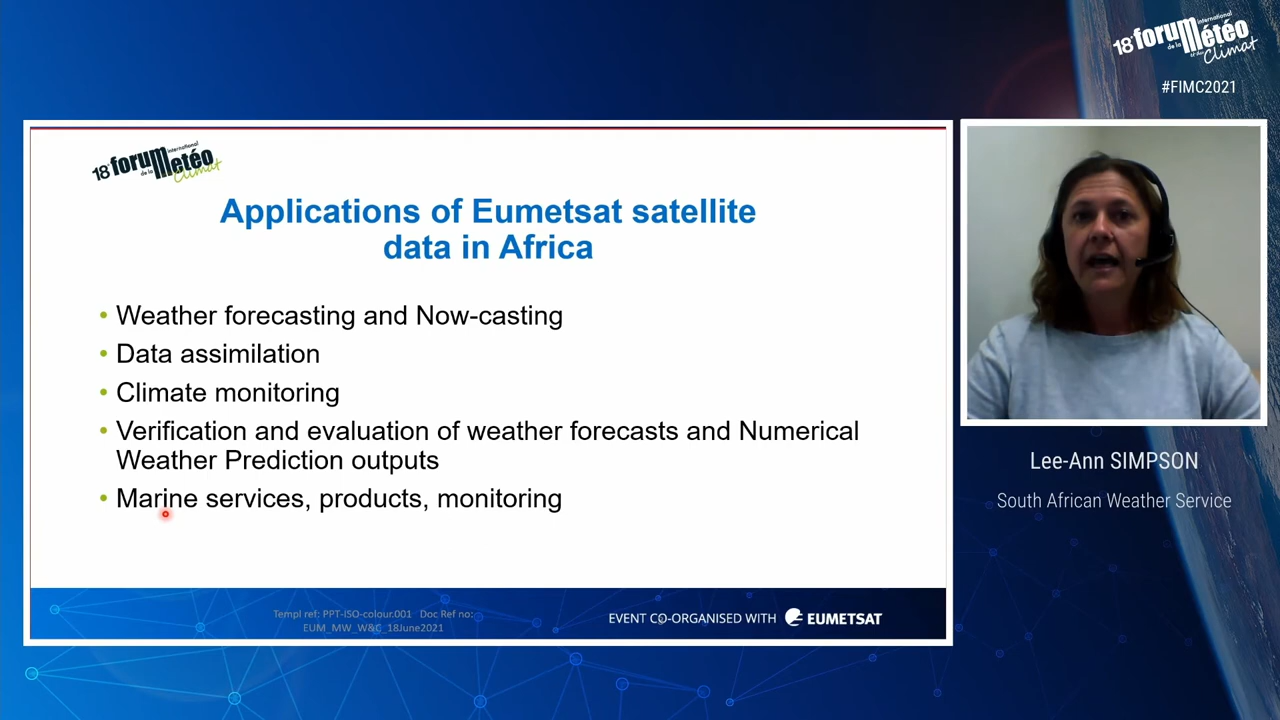 18e forum international
de la météo
et du climat
#FIMC2021
18e forum international
de la météo
climat
Applications of Eumetsat satellite
data in Africa
• Weather forecasting and Now-casting
• Data assimilation
• Climate monitoring
• Verification and evaluation of weather forecasts and Numerical
Weather Prediction outputs
• Marine services, products, monitoring
Templ ref: PPT-ISO-colour.001 Doc Ref no:
EUM_MW_W&C_18June2021
EVENT CO-ORGANISED WITH EUMETSAT
Lee-Ann SIMPSON
South African Weather Service